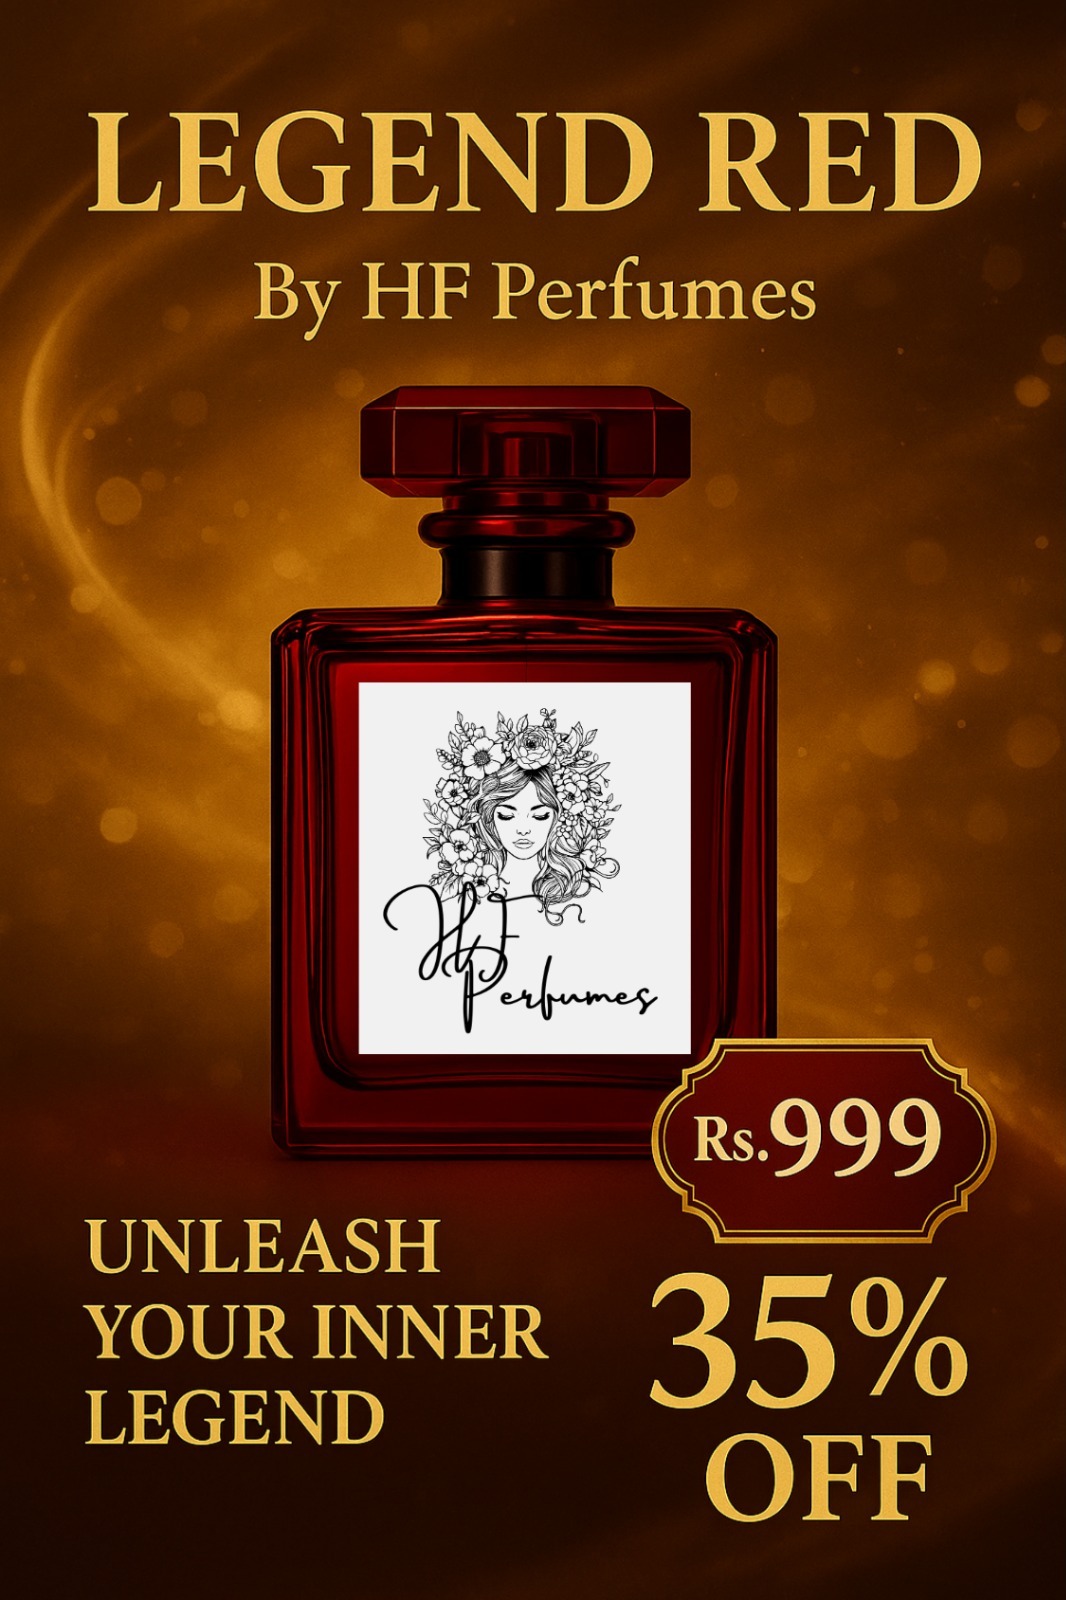 LEGEND RED
By HF Perfumes
HF
Perfumes
Rs.999
UNLEASH
YOUR INNER
LEGEND
35%
OFF